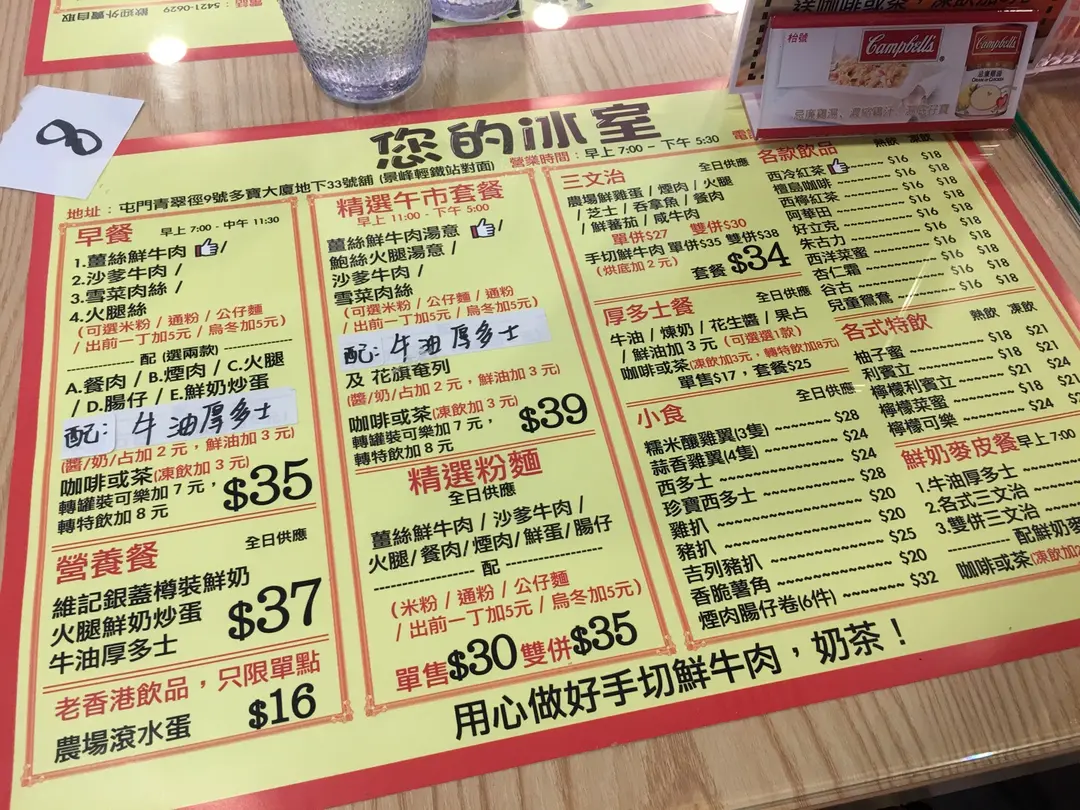 電話：5421-0629
歡迎外賣自取
8
枱號
Campbell's
Campbell's
您的冰室
地址：屯門青翠徑9號多寶大廈地下33號舖 (景峰輕鐵站對面)
營業時間：早上 7:00 - 下午 5:30
早餐 早上 7:00 - 中午 11:30
1.薑絲鮮牛肉 /
2.沙爹牛肉 /
3.雪菜肉絲 /
4.火腿絲
(可選米粉 / 通粉 / 公仔麵
/ 出前一丁加5元 / 烏冬加5元)
配 (選兩款)
A.餐肉 / B.煙肉 / C.火腿
/ D.腸仔 / E.鮮奶炒蛋
配: 牛油厚多士
(醬/奶/占加 2 元，鮮油加 3 元)
咖啡或茶(凍飲加 3 元)
轉罐裝可樂加 7 元，
轉特飲加 8 元
$35
營養餐 全日供應
維記銀蓋樽裝鮮奶
火腿鮮奶炒蛋
牛油厚多士
$37
老香港飲品，只限單點
農場滾水蛋 $16
精選午市套餐
早上 11:00 - 下午 5:00
薑絲鮮牛肉湯意 /
鮑絲火腿湯意 /
沙爹牛肉 /
雪菜肉絲
(可選米粉 / 公仔麵 / 通粉
/ 出前一丁加5元 / 烏冬加5元)
配: 牛油厚多士
及 花旗奄列
(醬/奶/占加 2 元，鮮油加 3 元)
咖啡或茶(凍飲加 3 元)
轉罐裝可樂加 7 元，
轉特飲加 8 元
$39
精選粉麵
全日供應
薑絲鮮牛肉 / 沙爹牛肉 /
火腿/餐肉/煙肉/鮮蛋/腸仔
配
(米粉 / 通粉 / 公仔麵
/ 出前一丁加5元 / 烏冬加5元)
單售$30 雙併$35
三文治 全日供應
農場鮮雞蛋 / 煙肉 / 火腿
/ 芝士 / 吞拿魚 / 餐肉
/ 鮮蕃茄 / 咸牛肉
單併$27 雙併$30
手切鮮牛肉 單併$35 雙併$38
(烘底加 2 元)
套餐 $34
厚多士餐 全日供應
牛油 / 煉奶 / 花生醬 / 果占
/ 鮮油加 3 元 (可選選1款)
咖啡或茶(凍飲加3元，轉特飲加8元)
單售$17，套餐$25
小食 全日供應
糯米釀雞翼(3隻) $28
蒜香雞翼(4隻) $24
西多士 $24
珍寶西多士 $28
雞扒 $20
豬扒 $20
吉列豬扒 $25
香脆薯角 $20
煙肉腸仔卷(6件) $32
各款飲品 熱飲 凍飲
西冷紅茶 $16 $18
檀島咖啡 $16 $18
西檸紅茶 $16 $18
阿華田 $16 $18
好立克 $16 $18
朱古力 $16 $18
西洋菜蜜 $16 $18
杏仁霜 $16 $18
谷古 $16 $18
兒童鴛鴦 $16 $18
各式特飲 熱飲 凍飲
柚子蜜 $18 $21
利賓立 $18 $21
檸檬利賓立 $21 $24
檸檬菜蜜 $18 $21
檸檬可樂 $24
鮮奶麥皮餐 早上 7:00
1.牛油厚多士
2.各式三文治
3.雙併三文治
配鮮奶
咖啡或茶(凍飲加
用心做好手切鮮牛肉，奶茶！